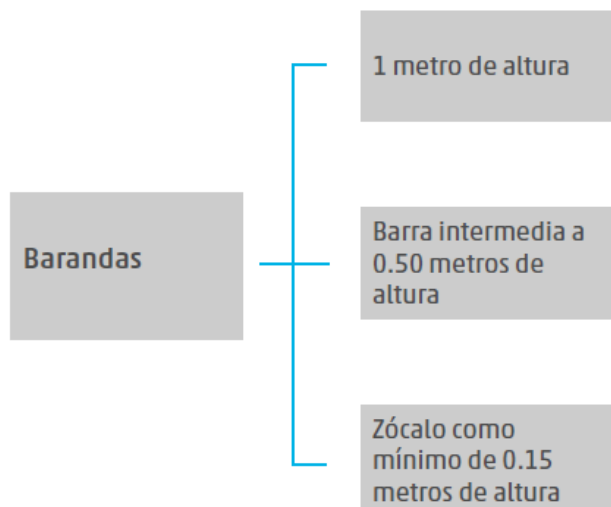 1 metro de altura
Barandas
Barra intermedia a
0.50 metros de
altura
Zócalo como
mínimo de 0.15
metros de altura